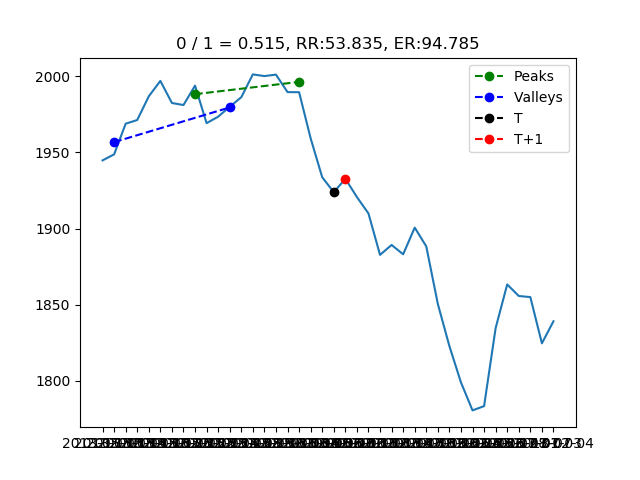 0 / 1 = 0.515, RR:53.835, ER:94.785
Peaks
Valleys
T
T+1
2000
1950
1900
1850
1800